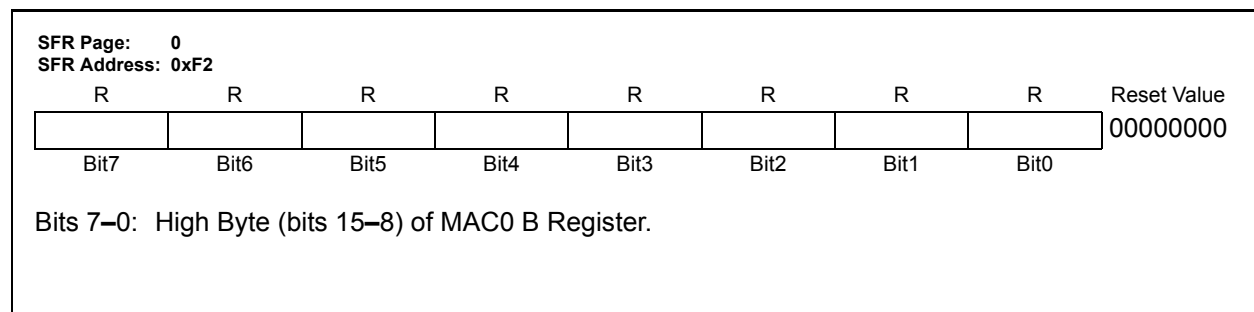 SFR Page: 0
SFR Address: 0xF2
R R R R R R R R Reset Value
00000000
Bit7 Bit6 Bit5 Bit4 Bit3 Bit2 Bit1 Bit0
Bits 7–0: High Byte (bits 15–8) of MAC0 B Register.